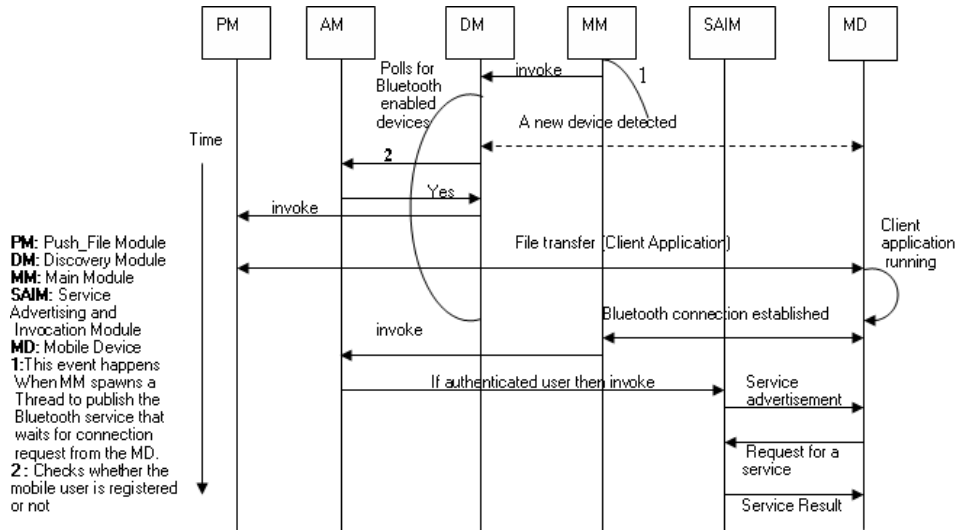 PM
AM
DM
MM
SAIM
MD
Polls for
Bluetooth
enabled
devices
invoke
1
A new device detected
Time
2
Yes
invoke
File transfer (Client Application)
Client
application
running
PM: Push_File Module
DM: Discovery Module
MM: Main Module
SAIM: Service
Advertising and
Invocation Module
MD: Mobile Device
1:This event happens
When MM spawns a
Thread to publish the
Bluetooth service that
waits for connection
request from the MD.
2 : Checks whether the
mobile user is registered
or not
Bluetooth connection established
invoke
If authenticated user then invoke
Service
advertisement
Request for a
service
Service Result